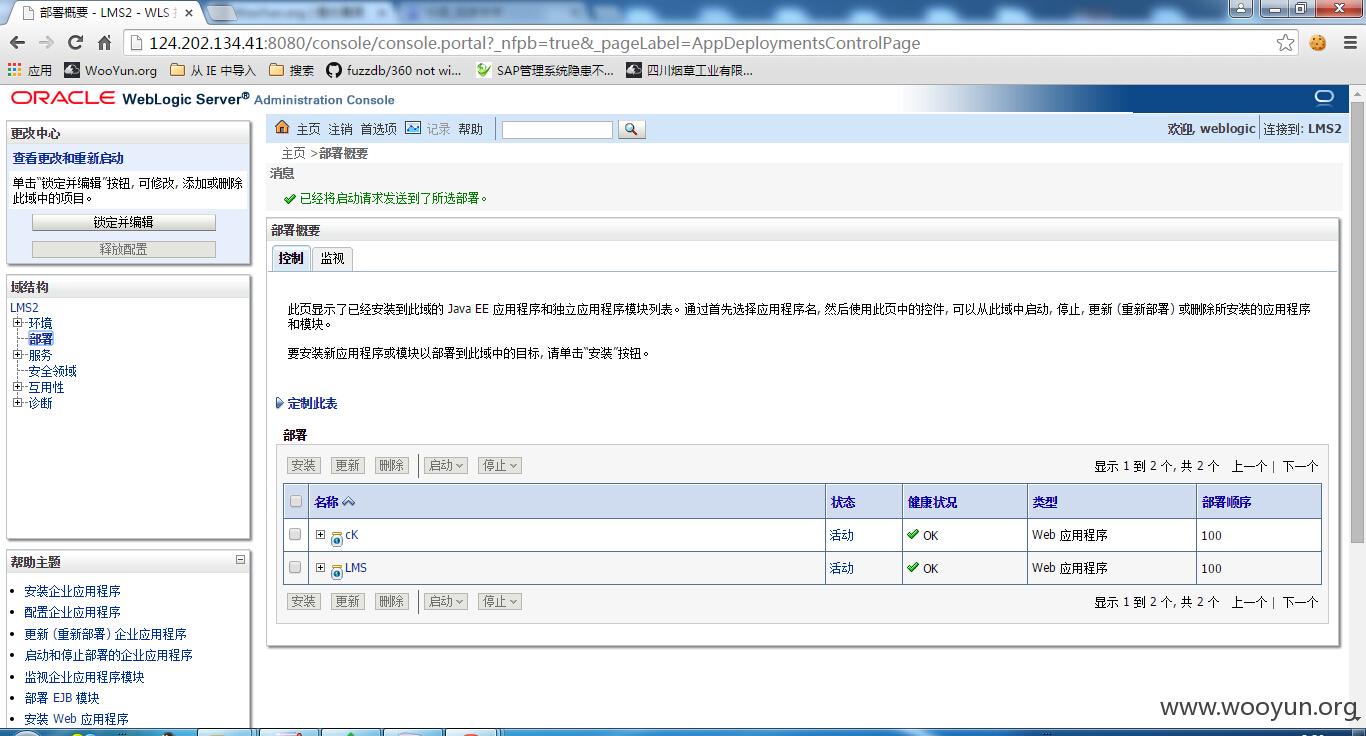 部署概要 - LMS2 - WLS
124.202.134.41:8080/console/console.portal?_nfpb=true&_pageLabel=AppDeploymentsControlPage
应用 WooYun.org 从 IE 中导入 搜索 fuzzdb/360 not wi... SAP管理系统隐患不... 四川烟草工业有限...
ORACLE WebLogic Server® Administration Console
更改中心
查看更改和重新启动
单击“锁定并编辑”按钮, 可修改, 添加或删除
此域中的项目。
锁定并编辑
释放配置
域结构
LMS2
环境
部署
服务
安全领域
互用性
诊断
帮助主题
安装企业应用程序
配置企业应用程序
更新 (重新部署) 企业应用程序
启动和停止部署的企业应用程序
监视企业应用程序模块
部署 EJB 模块
安装 Web 应用程序
主页 注销 首选项 记录 帮助
欢迎, weblogic 连接到: LMS2
主页 >部署概要
消息
已经将启动请求发送到了所选部署。
部署概要
控制 监视
此页显示了已经安装到此域的 Java EE 应用程序和独立应用程序模块列表。通过首先选择应用程序名, 然后使用此页中的控件, 可以从此域中启动, 停止, 更新 (重新部署) 或删除所安装的应用程序
和模块。
要安装新应用程序或模块以部署到此域中的目标, 请单击“安装”按钮。
定制此表
部署
安装 更新 删除 启动 停止 显示 1 到 2 个, 共 2 个 上一个 | 下一个
名称 状态 健康状况 类型 部署顺序
cK 活动 OK Web 应用程序 100
LMS 活动 OK Web 应用程序 100
安装 更新 删除 启动 停止 显示 1 到 2 个, 共 2 个 上一个 | 下一个
www.wooyun.org